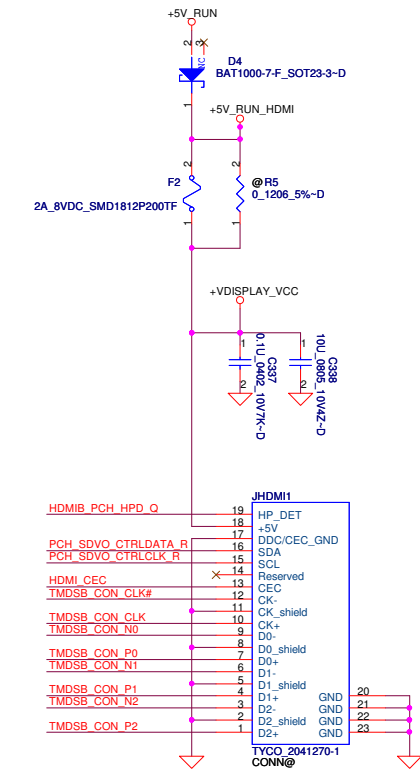 +5V_RUN
2
3
NC
D4
BAT1000-7-F_SOT23-3~D
1
+5V_RUN_HDMI
2
2
F2
@R5
0_1206_5%~D
2A_8VDC_SMD1812P200TF
1
1
+VDISPLAY_VCC
1
2
C337
0.1U_0402_10V7K~D
1
2
C338
10U_0805_10V4Z~D
JHDMI1
HDMIB_PCH_HPD_Q 19 HP_DET
18 +5V
17 DDC/CEC_GND
PCH_SDVO_CTRLDATA_R 16 SDA
PCH_SDVO_CTRLCLK_R 15 SCL
14 Reserved
HDMI_CEC 13 CEC
TMDSB_CON_CLK# 12 CK-
11 CK_shield
TMDSB_CON_CLK 10 CK+
TMDSB_CON_N0 9 D0-
8 D0_shield
TMDSB_CON_P0 7 D0+
TMDSB_CON_N1 6 D1-
5 D1_shield
TMDSB_CON_P1 4 D1+ GND 20
TMDSB_CON_N2 3 D2- GND 21
2 D2_shield GND 22
TMDSB_CON_P2 1 D2+ GND 23
TYCO_2041270-1
CONN@